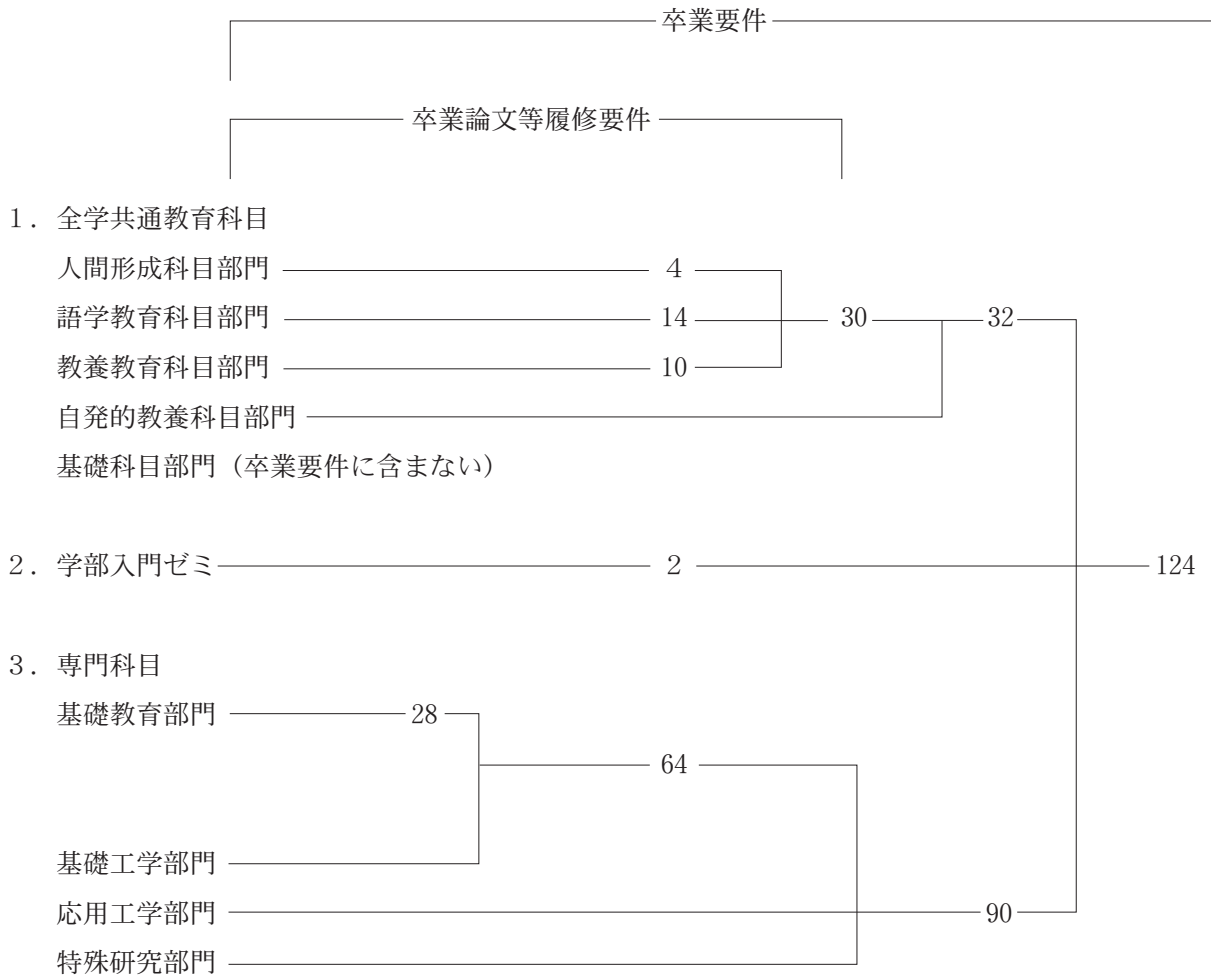 卒業要件
卒業論文等履修要件
1. 全学共通教育科目
人間形成科目部門 4
語学教育科目部門 14 30 32
教養教育科目部門 10
自発的教養科目部門
基礎科目部門（卒業要件に含まない）
2. 学部入門ゼミ 2 124
3. 専門科目
基礎教育部門 28
64
基礎工学部門
応用工学部門 90
特殊研究部門